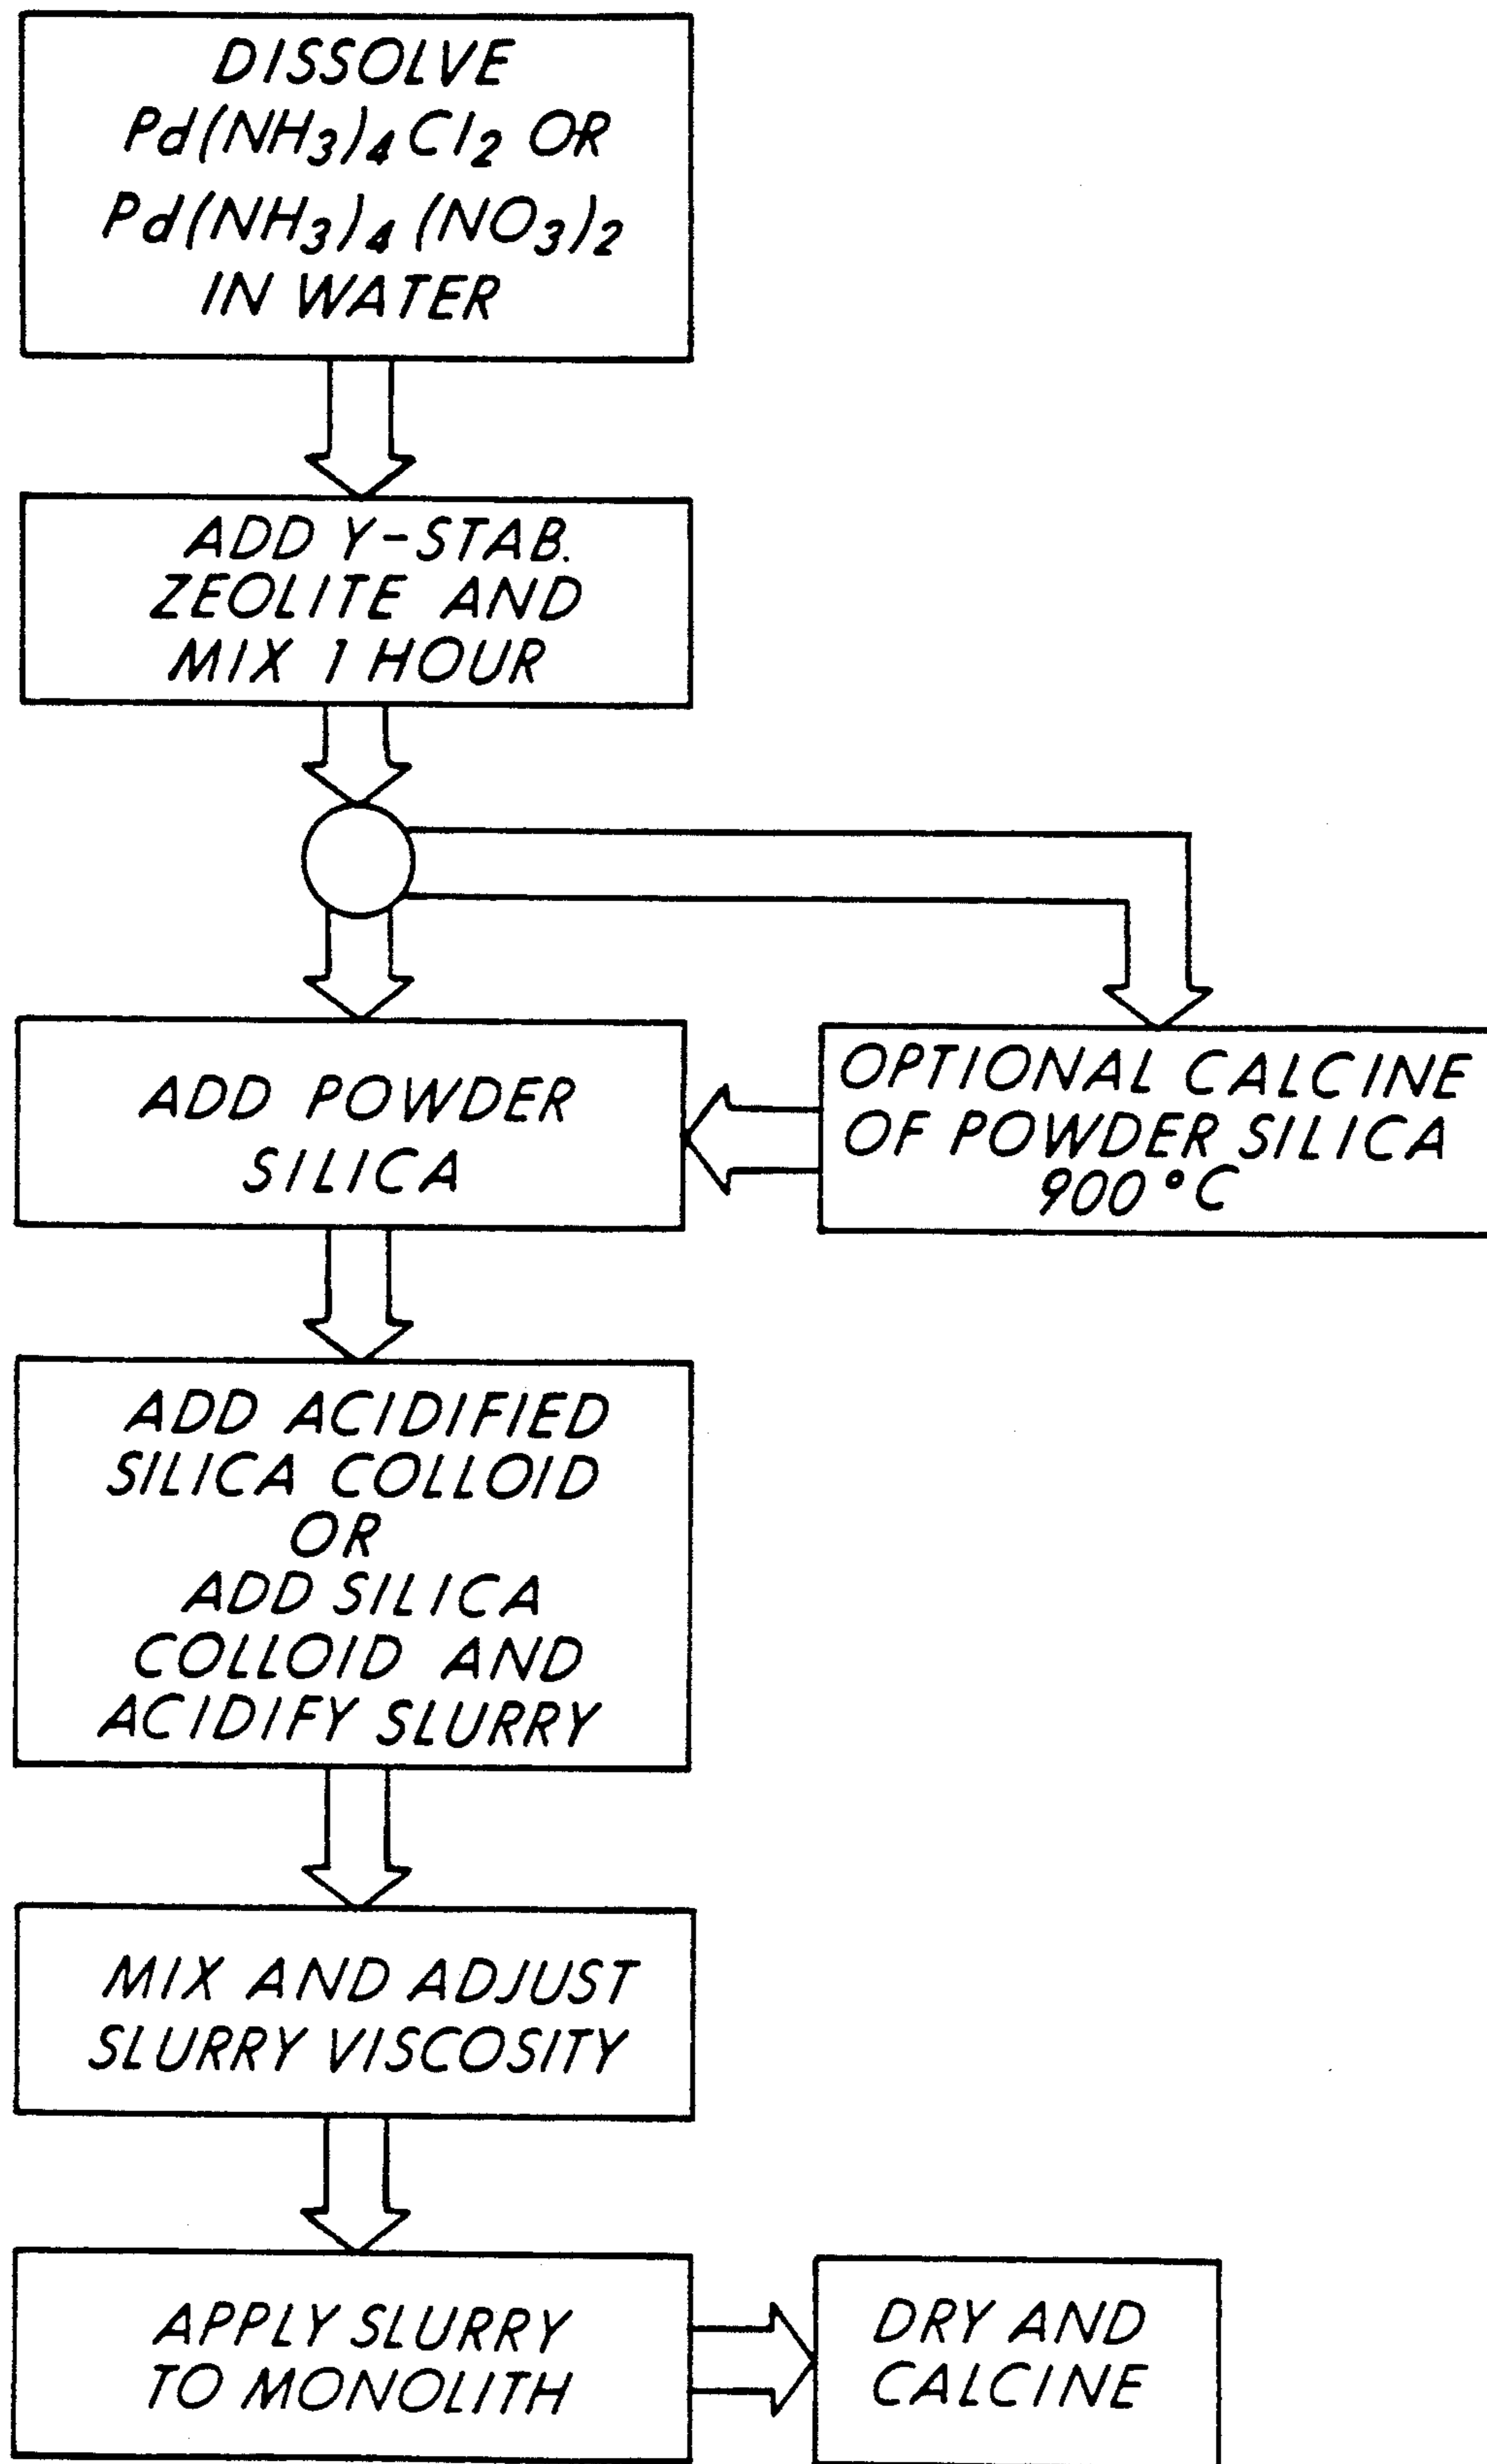 DISSOLVE
Pd(NH3)4Cl2 OR
Pd(NH3)4(NO3)2
IN WATER
ADD Y-STAB.
ZEOLITE AND
MIX 1 HOUR
ADD POWDER
SILICA
OPTIONAL CALCINE
OF POWDER SILICA
900°C
ADD ACIDIFIED
SILICA COLLOID
OR
ADD SILICA
COLLOID AND
ACIDIFY SLURRY
MIX AND ADJUST
SLURRY VISCOSITY
APPLY SLURRY
TO MONOLITH
DRY AND
CALCINE